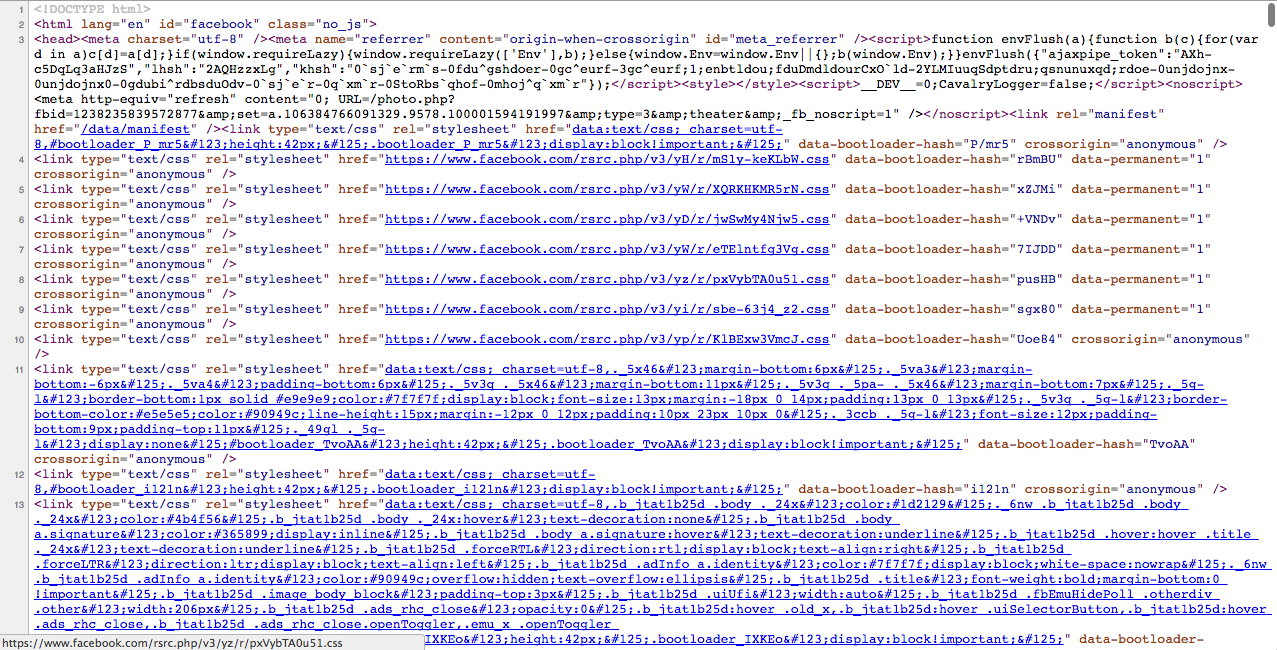 1 <!DOCTYPE html>
2 <html lang="en" id="facebook" class="no_js">
3 <head><meta charset="utf-8" /><meta name="referrer" content="origin-when-crossorigin" id="meta_referrer" /><script>function envFlush(a){function b(c){for(var
d in a)c[d]=a[d];}if(window.requireLazy){window.requireLazy(['Env'],b);}else{window.Env=window.Env||{};b(window.Env);}}envFlush({"ajaxpipe_token":"AXh-
c5DqLq3aHJzS","lhsh":"2AQHzzxLg","khsh":"0`sj`e`rm`s-0fdu^gshdoer-0gc^eurf-3gc^eurf;1;enbtldou;fduDmdldourCxO`ld-2YLMIuuqSdptdru;qsnunuxqd;rdoe-0unjdojnx-
0unjdojnx0-0gdubi^rdbsduOdv-0`sj`e`r-0q`xm`r-0StoRbs`qhof-0mhoj^q`xm`r"});</script><style></style><script>__DEV__=0;CavalryLogger=false;</script><noscript>
<meta http-equiv="refresh" content="0; URL=/photo.php?
fbid=1238235839572877&amp;set=a.106384766091329.9578.100001594191997&amp;type=3&amp;theater&amp;_fb_noscript=1" /></noscript><link rel="manifest"
href="/data/manifest" /><link type="text/css" rel="stylesheet" href="data:text/css; charset=utf-
8,#bootloader_P_mr5&#123;height:42px;&#125;.bootloader_P_mr5&#123;display:block!important;&#125;" data-bootloader-hash="P/mr5" crossorigin="anonymous" />
4 <link type="text/css" rel="stylesheet" href="https://www.facebook.com/rsrc.php/v3/yH/r/mS1y-keKLbW.css" data-bootloader-hash="rBmBU" data-permanent="1"
crossorigin="anonymous" />
5 <link type="text/css" rel="stylesheet" href="https://www.facebook.com/rsrc.php/v3/yW/r/XQRKHKMR5rN.css" data-bootloader-hash="xZJMi" data-permanent="1"
crossorigin="anonymous" />
6 <link type="text/css" rel="stylesheet" href="https://www.facebook.com/rsrc.php/v3/yD/r/jwSwMy4Njw5.css" data-bootloader-hash="+VNDv" data-permanent="1"
crossorigin="anonymous" />
7 <link type="text/css" rel="stylesheet" href="https://www.facebook.com/rsrc.php/v3/yW/r/eTElntfg3Vg.css" data-bootloader-hash="7IJDD" data-permanent="1"
crossorigin="anonymous" />
8 <link type="text/css" rel="stylesheet" href="https://www.facebook.com/rsrc.php/v3/yz/r/pxVybTA0u51.css" data-bootloader-hash="pusHB" data-permanent="1"
crossorigin="anonymous" />
9 <link type="text/css" rel="stylesheet" href="https://www.facebook.com/rsrc.php/v3/yi/r/sbe-63j4_z2.css" data-bootloader-hash="sgx80" data-permanent="1"
crossorigin="anonymous" />
10 <link type="text/css" rel="stylesheet" href="https://www.facebook.com/rsrc.php/v3/yp/r/KlBExw3VmcJ.css" data-bootloader-hash="Uoe84" crossorigin="anonymous"
/>
11 <link type="text/css" rel="stylesheet" href="data:text/css; charset=utf-8,._5x46&#123;margin-bottom:6px&#125;._5va3&#123;margin-
bottom:-6px&#125;._5va4&#123;padding-bottom:6px&#125;._5v3q ._5x46&#123;margin-bottom:11px&#125;._5v3q ._5pa- ._5x46&#123;margin-bottom:7px&#125;._5g-
l&#123;border-bottom:1px solid #e9e9e9;color:#7f7f7f;display:block;font-size:13px;margin:-18px 0 14px;padding:13px 0 13px&#125;._5v3q ._5g-l&#123;border-
bottom-color:#e5e5e5;color:#90949c;line-height:15px;margin:-12px 0 12px;padding:10px 23px 10px 0&#125;._3ccb ._5g-l&#123;font-size:12px;padding-
bottom:9px;padding-top:11px&#125;._49gl ._5g-
l&#123;display:none&#125;#bootloader_TvoAA&#123;height:42px;&#125;.bootloader_TvoAA&#123;display:block!important;&#125;" data-bootloader-hash="TvoAA"
crossorigin="anonymous" />
12 <link type="text/css" rel="stylesheet" href="data:text/css; charset=utf-
8,#bootloader_i121n&#123;height:42px;&#125;.bootloader_i121n&#123;display:block!important;&#125;" data-bootloader-hash="i121n" crossorigin="anonymous" />
13 <link type="text/css" rel="stylesheet" href="data:text/css; charset=utf-8,.b_jtat1b25d .body ._24x&#123;color:#1d2129&#125;._6nw .b_jtat1b25d .body
._24x&#123;color:#4b4f56&#125;.b_jtat1b25d .body ._24x:hover&#123;text-decoration:none&#125;.b_jtat1b25d .body
a.signature&#123;color:#365899;display:inline&#125;.b_jtat1b25d .body a.signature:hover&#123;text-decoration:underline&#125;.b_jtat1b25d .hover:hover .title
._24x&#123;text-decoration:underline&#125;.b_jtat1b25d .forceRTL&#123;direction:rtl;display:block;text-align:right&#125;.b_jtat1b25d
.forceLTR&#123;direction:ltr;display:block;text-align:left&#125;.b_jtat1b25d .adInfo a.identity&#123;color:#7f7f7f;display:block;white-space:nowrap&#125;._6nw
.b_jtat1b25d .adInfo a.identity&#123;color:#90949c;overflow:hidden;text-overflow:ellipsis&#125;.b_jtat1b25d .title&#123;font-weight:bold;margin-bottom:0
!important&#125;.b_jtat1b25d .image_body_block&#123;padding-top:3px&#125;.b_jtat1b25d .uiUfi&#123;width:auto&#125;.b_jtat1b25d .fbEmuHidePoll .otherdiv
.other&#123;width:206px&#125;.b_jtat1b25d .ads_rhc_close&#123;opacity:0&#125;.b_jtat1b25d:hover .old_x,.b_jtat1b25d:hover .uiSelectorButton,.b_jtat1b25d:hover
.ads_rhc_close,.b_jtat1b25d .ads_rhc_close.openToggler,.emu_x .openToggler
IXKEo&#123;height:42px;&#125;.bootloader_IXKEo&#123;display:block!important;&#125;" data-bootloader-
https://www.facebook.com/rsrc.php/v3/yz/r/pxVybTA0u51.css